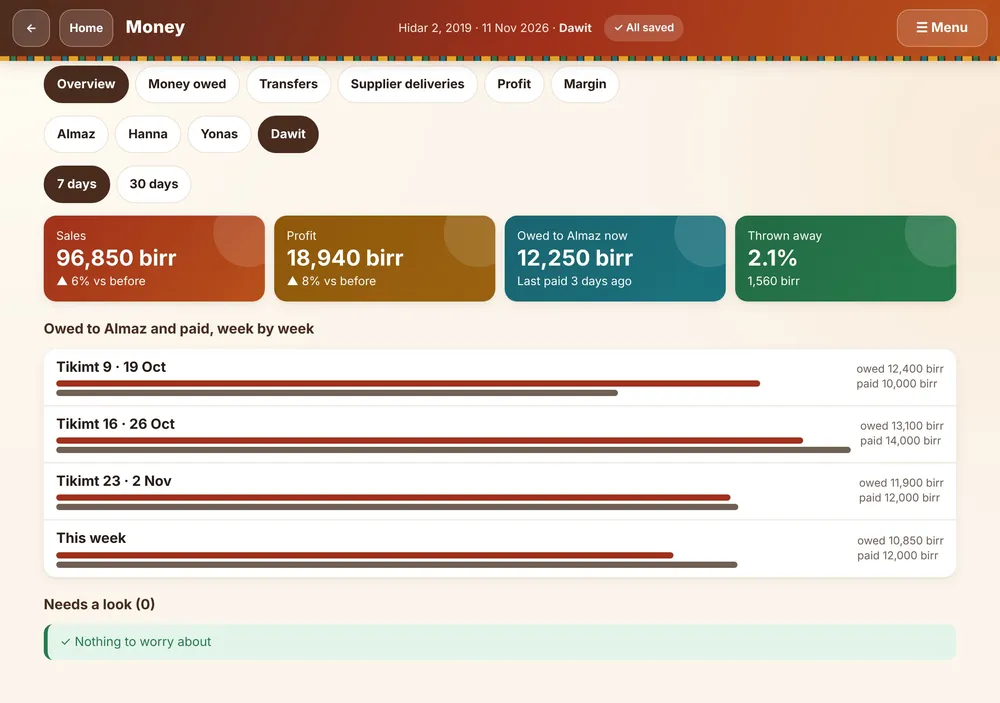 ← Home Money Hidar 2, 2019 · 11 Nov 2026 · Dawit ✓ All saved ☰ Menu
Overview Money owed Transfers Supplier deliveries Profit Margin
Almaz Hanna Yonas Dawit
7 days 30 days
Sales
96,850 birr
▲ 6% vs before
Profit
18,940 birr
▲ 8% vs before
Owed to Almaz now
12,250 birr
Last paid 3 days ago
Thrown away
2.1%
1,560 birr
Owed to Almaz and paid, week by week
Tikimt 9 · 19 Oct
owed 12,400 birr
paid 10,000 birr
Tikimt 16 · 26 Oct
owed 13,100 birr
paid 14,000 birr
Tikimt 23 · 2 Nov
owed 11,900 birr
paid 12,000 birr
This week
owed 10,850 birr
paid 12,000 birr
Needs a look (0)
✓ Nothing to worry about